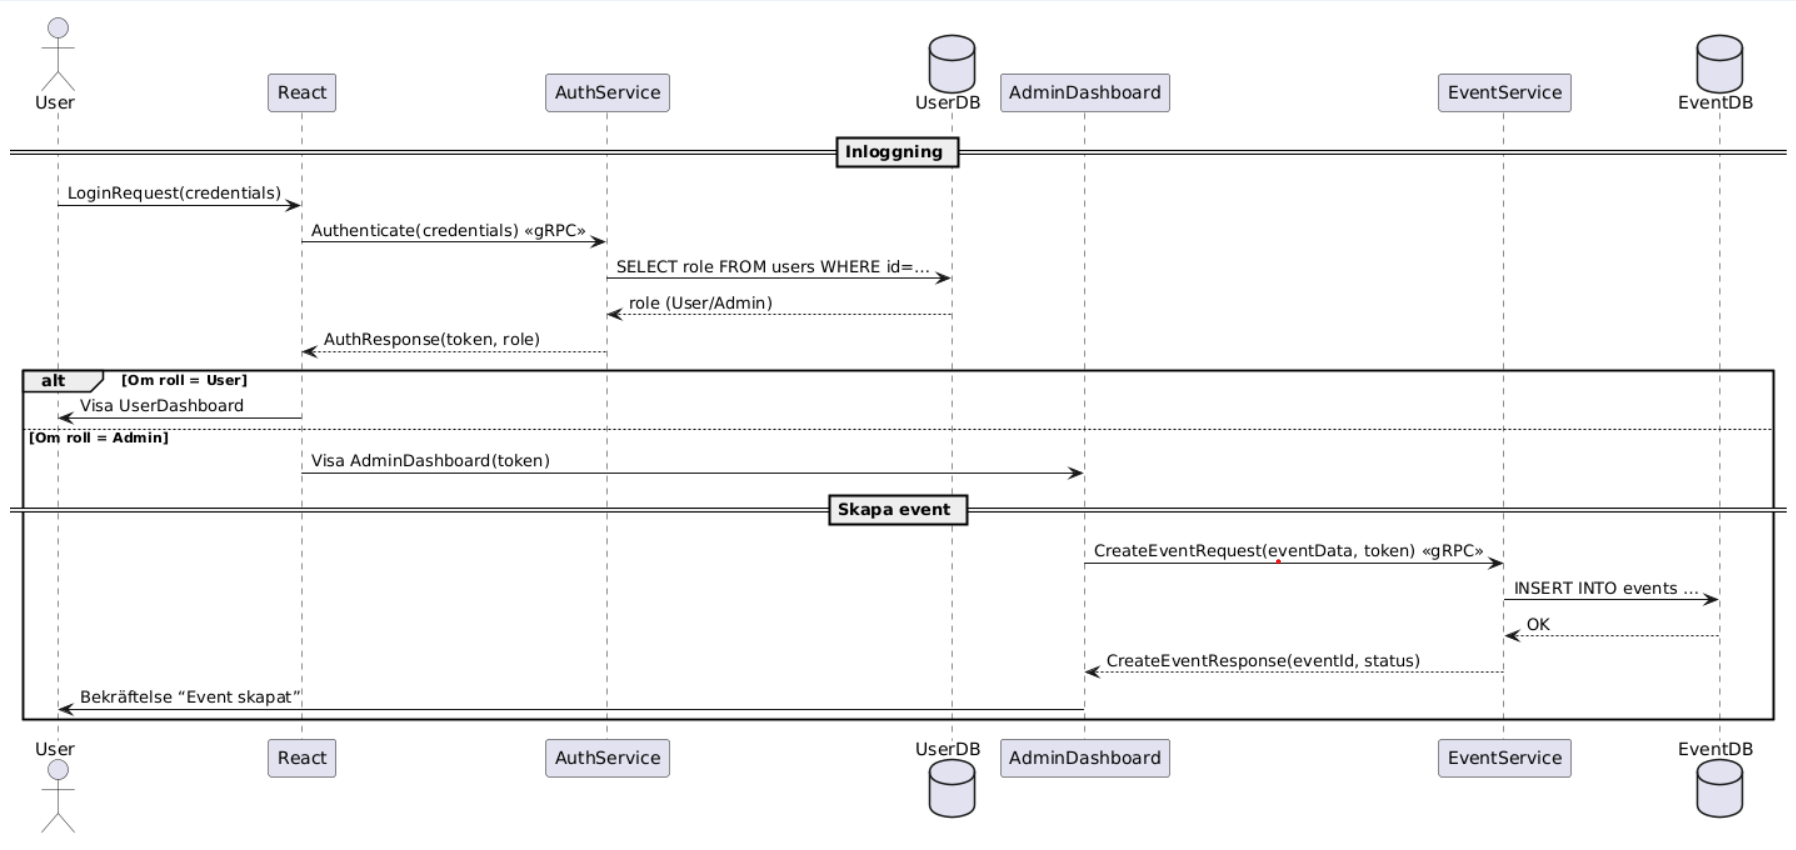 User
React
AuthService
UserDB
AdminDashboard
EventService
EventDB
Inloggning
LoginRequest(credentials)
Authenticate(credentials) «gRPC»
SELECT role FROM users WHERE id=...
role (User/Admin)
AuthResponse(token, role)
alt [Om roll = User]
Visa UserDashboard
[Om roll = Admin]
Visa AdminDashboard(token)
Skapa event
CreateEventRequest(eventData, token) «gRPC»
INSERT INTO events ...
OK
CreateEventResponse(eventId, status)
Bekräftelse “Event skapat”
User
React
AuthService
UserDB
AdminDashboard
EventService
EventDB